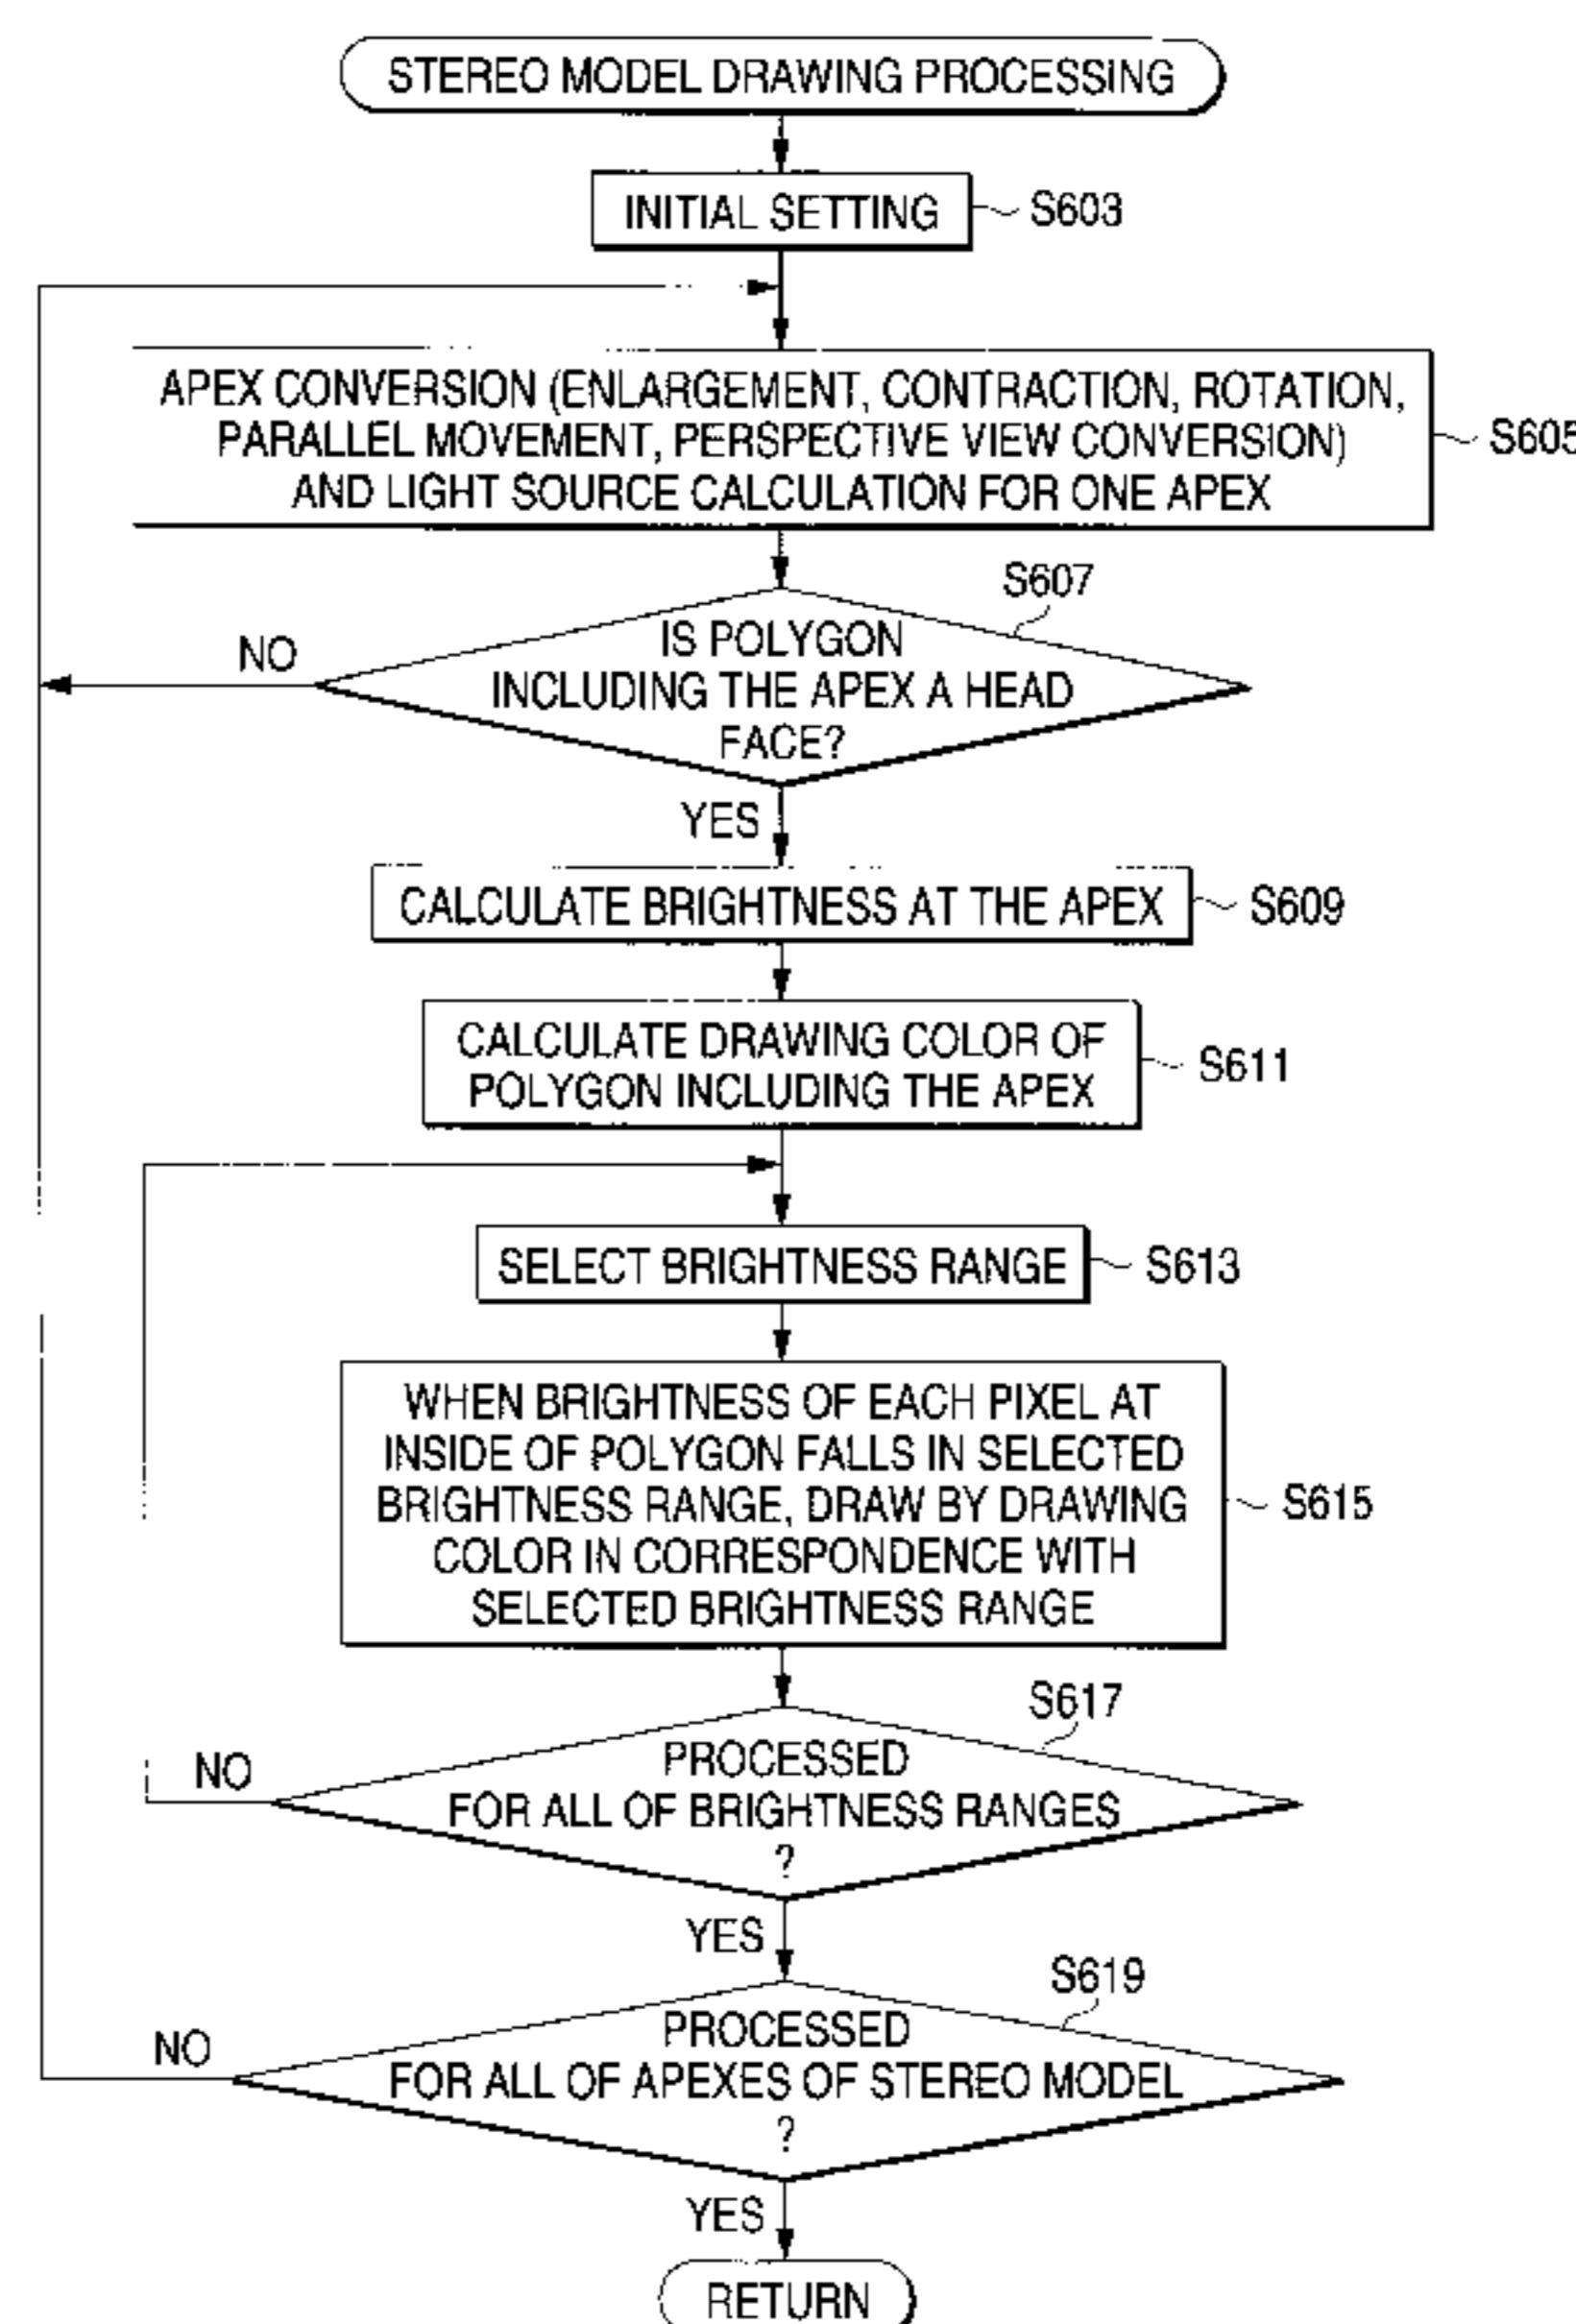 STEREO MODEL DRAWING PROCESSING
INITIAL SETTING
S603
APEX CONVERSION (ENLARGEMENT, CONTRACTION, ROTATION,
PARALLEL MOVEMENT, PERSPECTIVE VIEW CONVERSION)
AND LIGHT SOURCE CALCULATION FOR ONE APEX
S605
S607
IS POLYGON
INCLUDING THE APEX A HEAD
FACE?
NO
YES
CALCULATE BRIGHTNESS AT THE APEX
S609
CALCULATE DRAWING COLOR OF
POLYGON INCLUDING THE APEX
S611
SELECT BRIGHTNESS RANGE
S613
WHEN BRIGHTNESS OF EACH PIXEL AT
INSIDE OF POLYGON FALLS IN SELECTED
BRIGHTNESS RANGE, DRAW BY DRAWING
COLOR IN CORRESPONDENCE WITH
SELECTED BRIGHTNESS RANGE
S615
S617
PROCESSED
FOR ALL OF BRIGHTNESS RANGES
?
NO
YES
S619
PROCESSED
FOR ALL OF APEXES OF STEREO MODEL
?
NO
YES
RETURN